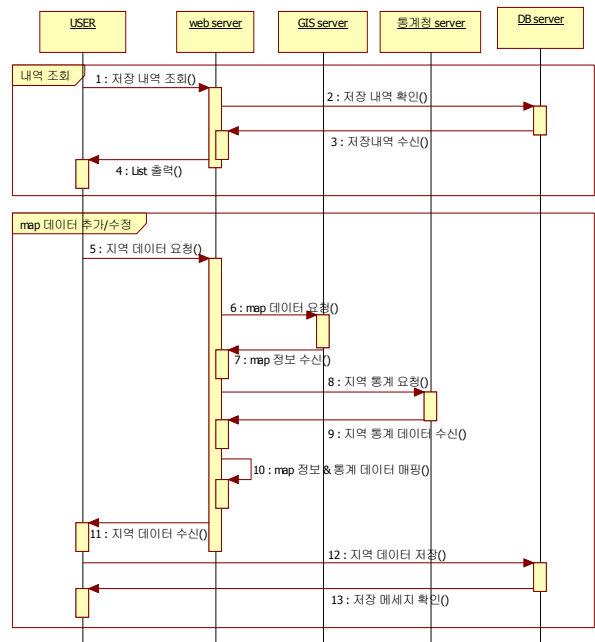 USER
web server
GIS server
통계청 server
DB server
내역 조회
1 : 저장 내역 조회()
2 : 저장 내역 확인()
3 : 저장내역 수신()
4 : List 출력()
map 데이터 추가/수정
5 : 지역 데이터 요청()
6 : map 데이터 요청()
7 : map 정보 수신()
8 : 지역 통계 요청()
9 : 지역 통계 데이터 수신()
10 : map 정보 & 통계 데이터 매핑()
11 : 지역 데이터 수신()
12 : 지역 데이터 저장()
13 : 저장 메세지 확인()